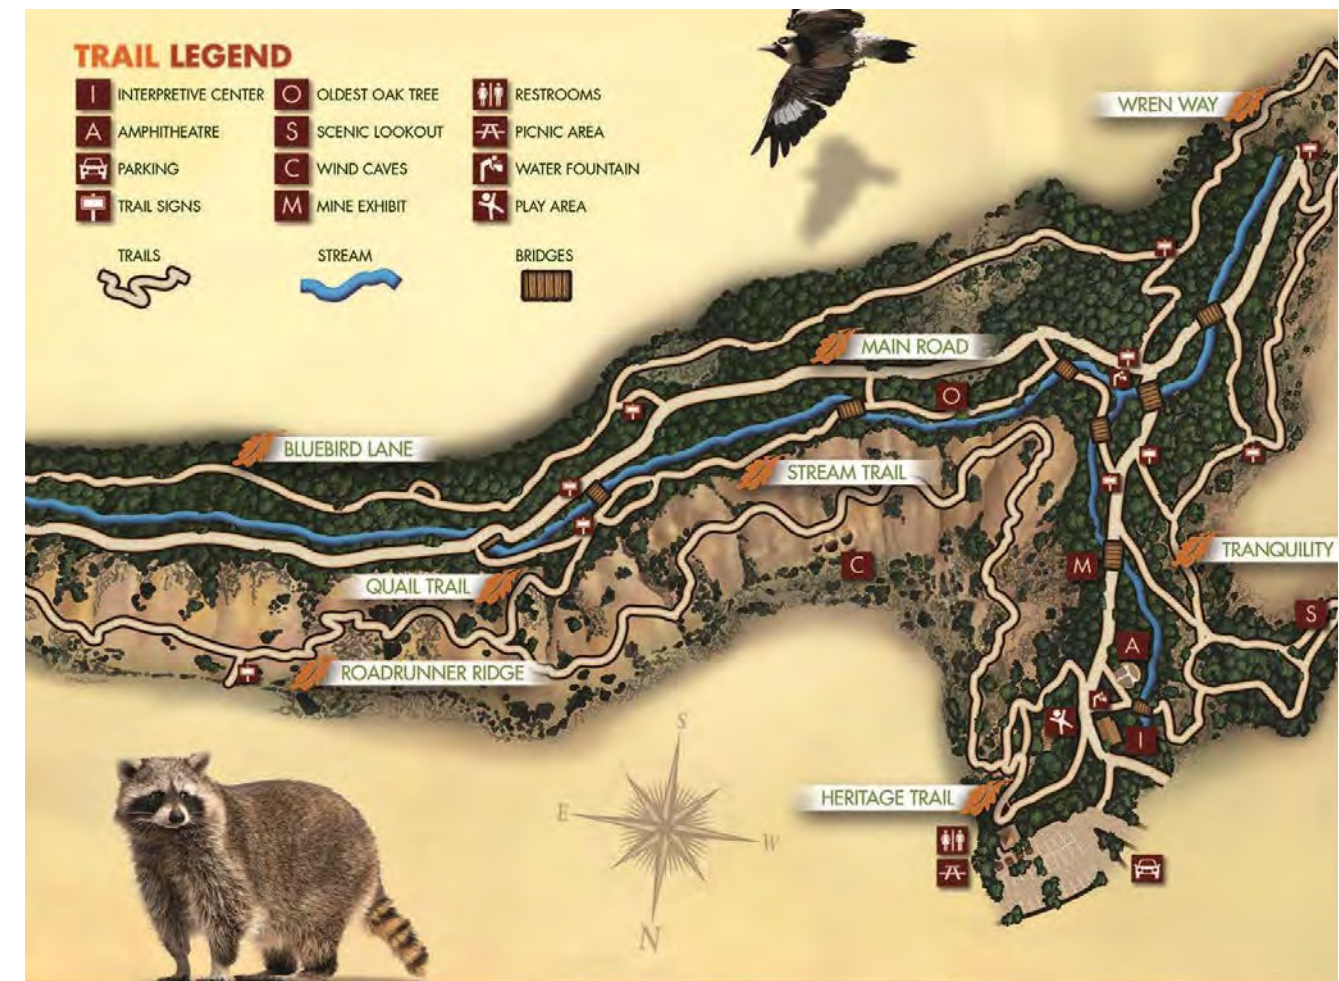 TRAIL LEGEND
I INTERPRETIVE CENTER
O OLDEST OAK TREE
RESTROOMS
A AMPHITHEATRE
S SCENIC LOOKOUT
PICNIC AREA
PARKING
C WIND CAVES
WATER FOUNTAIN
TRAIL SIGNS
M MINE EXHIBIT
PLAY AREA
TRAILS
STREAM
BRIDGES
WREN WAY
MAIN ROAD
O
BLUEBIRD LANE
STREAM TRAIL
TRANQUILITY
C
M
QUAIL TRAIL
S
A
ROADRUNNER RIDGE
I
S
E
W
N
HERITAGE TRAIL